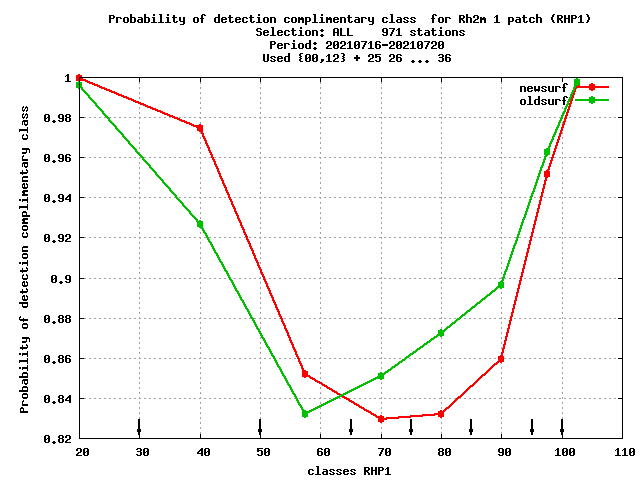 Probability of detection complimentary class  for Rh2m 1 patch (RHP1)
Selection: ALL    971 stations
Period: 20210716-20210720
Used {00,12} + 25 26 ... 36
newsurf
oldsurf
Probability of detection complimentary class
1
0,98
0,96
0,94
0,92
0,9
0,88
0,86
0,84
0,82
20 30 40 50 60 70 80 90 100 110
classes RHP1